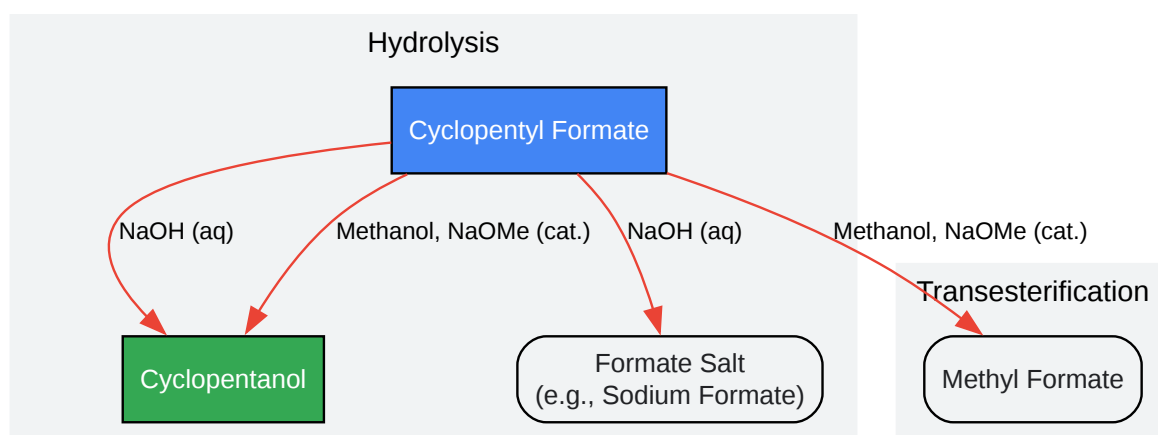 Hydrolysis
Cyclopentyl Formate
NaOH (aq)
Methanol, NaOMe (cat.)
NaOH (aq)
Methanol, NaOMe (cat.)
Transesterification
Cyclopentanol
Formate Salt
(e.g., Sodium Formate)
Methyl Formate